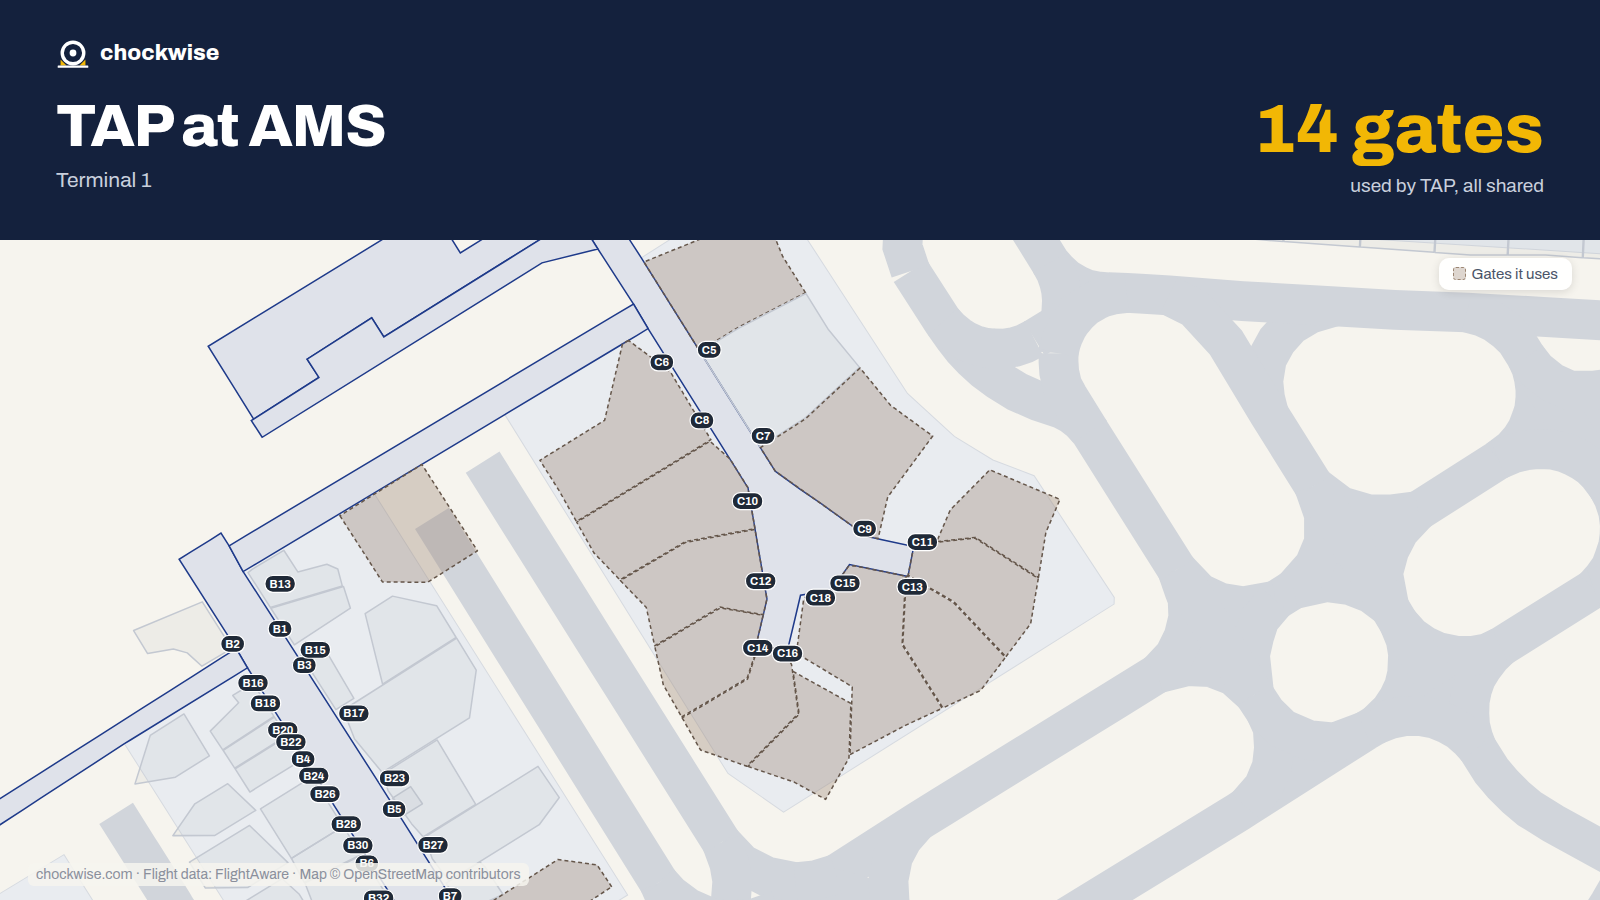 chockwise
TAP at AMS
Terminal 1
14 gates
used by TAP, all shared
Gates it uses
C5
C6
C8
C7
C10
C9
C11
C12
C15
C13
C18
C14
C16
B13
B1
B2
B15
B3
B16
B18
B17
B20
B22
B4
B24
B23
B26
B5
B28
B30
B27
B6
B32
B7
chockwise.com · Flight data: FlightAware · Map © OpenStreetMap contributors